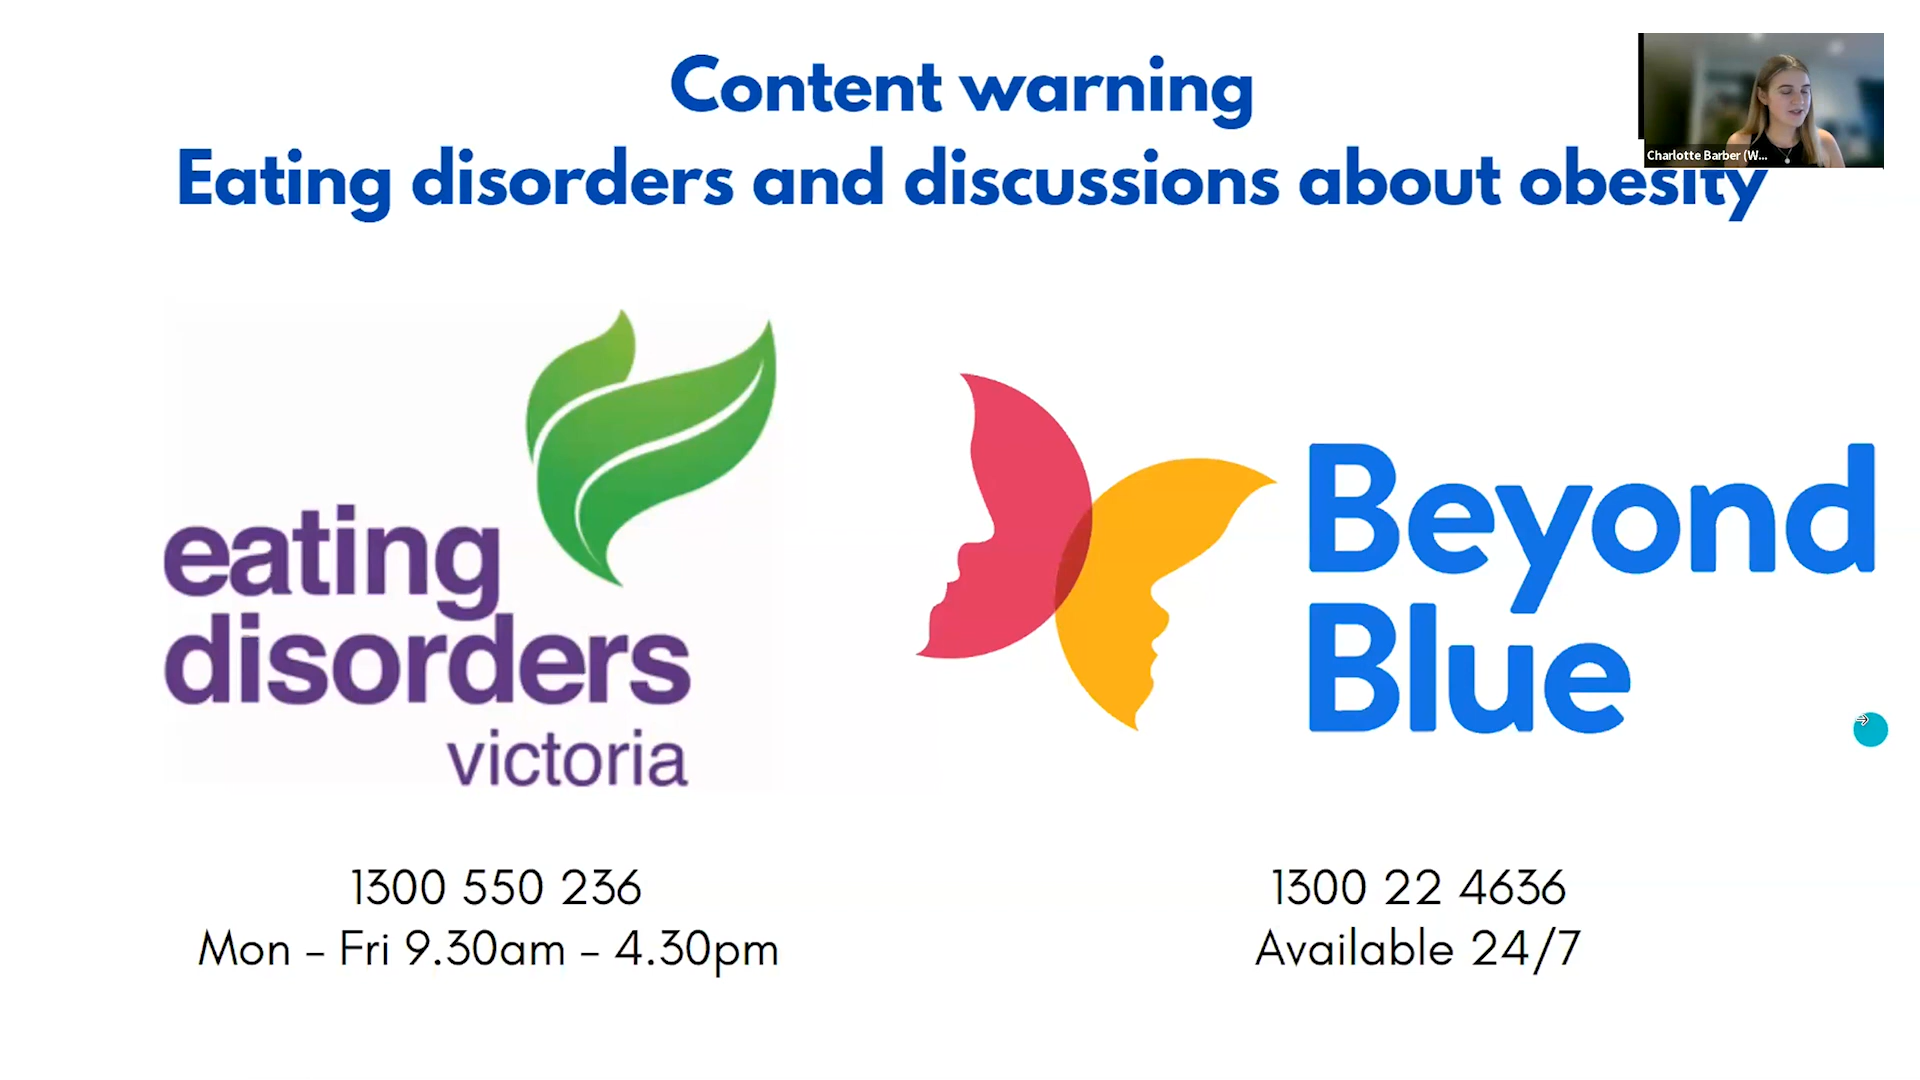 Content warning
Eating disorders and discussions about obesity
Charlotte Barber (W...
eating
disorders
victoria
Beyond
Blue
1300 550 236
Mon – Fri 9.30am – 4.30pm
1300 22 4636
Available 24/7